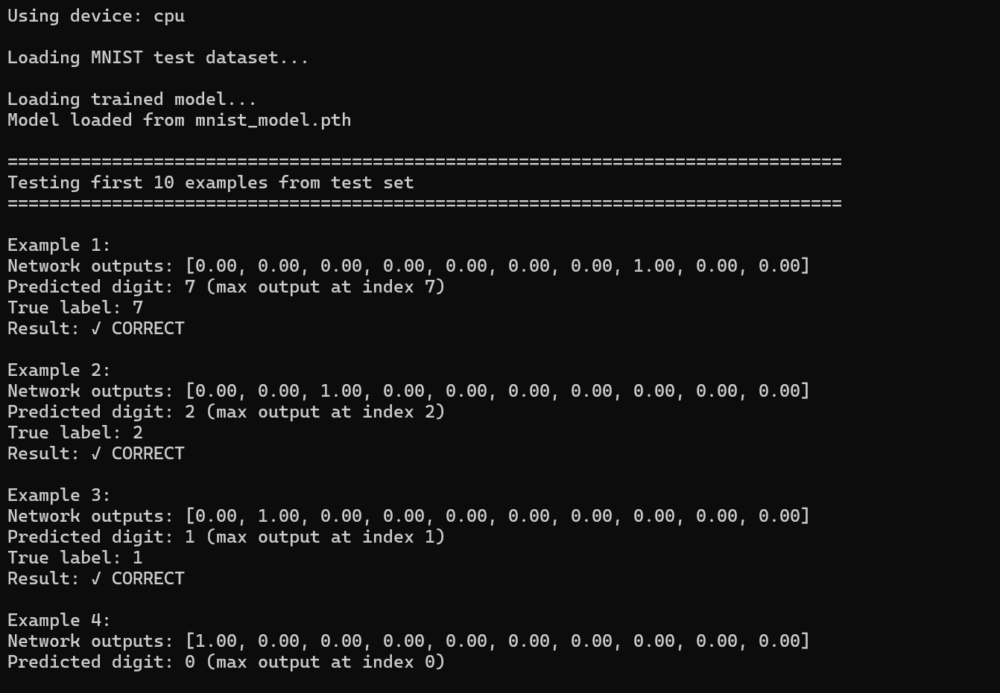 Using device: cpu
Loading MNIST test dataset...
Loading trained model...
Model loaded from mnist_model.pth
================================================================================
Testing first 10 examples from test set
================================================================================
Example 1:
Network outputs: [0.00, 0.00, 0.00, 0.00, 0.00, 0.00, 0.00, 1.00, 0.00, 0.00]
Predicted digit: 7 (max output at index 7)
True label: 7
Result: √ CORRECT
Example 2:
Network outputs: [0.00, 0.00, 1.00, 0.00, 0.00, 0.00, 0.00, 0.00, 0.00, 0.00]
Predicted digit: 2 (max output at index 2)
True label: 2
Result: √ CORRECT
Example 3:
Network outputs: [0.00, 1.00, 0.00, 0.00, 0.00, 0.00, 0.00, 0.00, 0.00, 0.00]
Predicted digit: 1 (max output at index 1)
True label: 1
Result: √ CORRECT
Example 4:
Network outputs: [1.00, 0.00, 0.00, 0.00, 0.00, 0.00, 0.00, 0.00, 0.00, 0.00]
Predicted digit: 0 (max output at index 0)